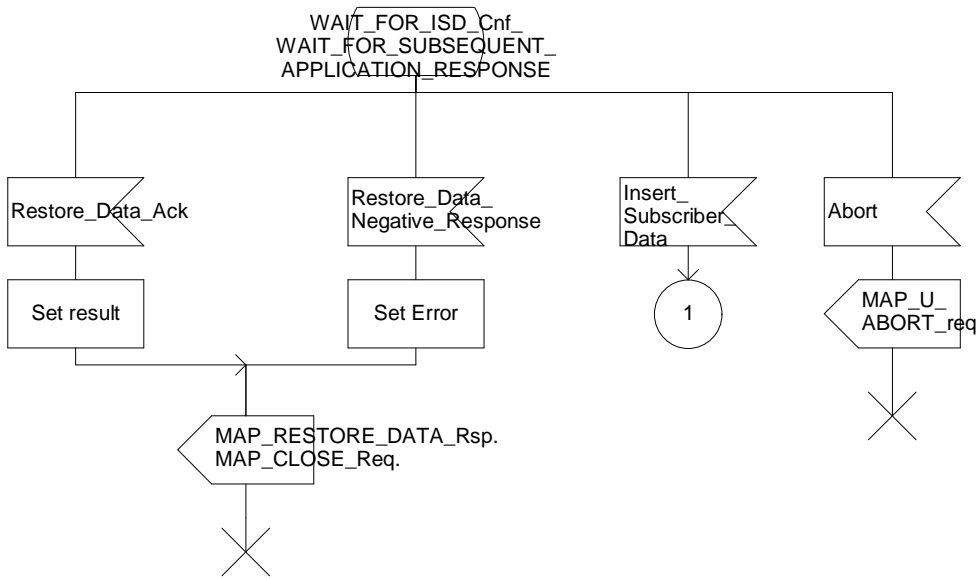 WAIT_FOR_ISD_Cnf_
WAIT_FOR_SUBSEQUENT_
APPLICATION_RESPONSE
Restore_Data_Ack
Restore_Data_
Negative_Response
Insert_
Subscriber_
Data
Abort
Set result
Set Error
1
MAP_U_
ABORT_req
MAP_RESTORE_DATA_Rsp.
MAP_CLOSE_Req.